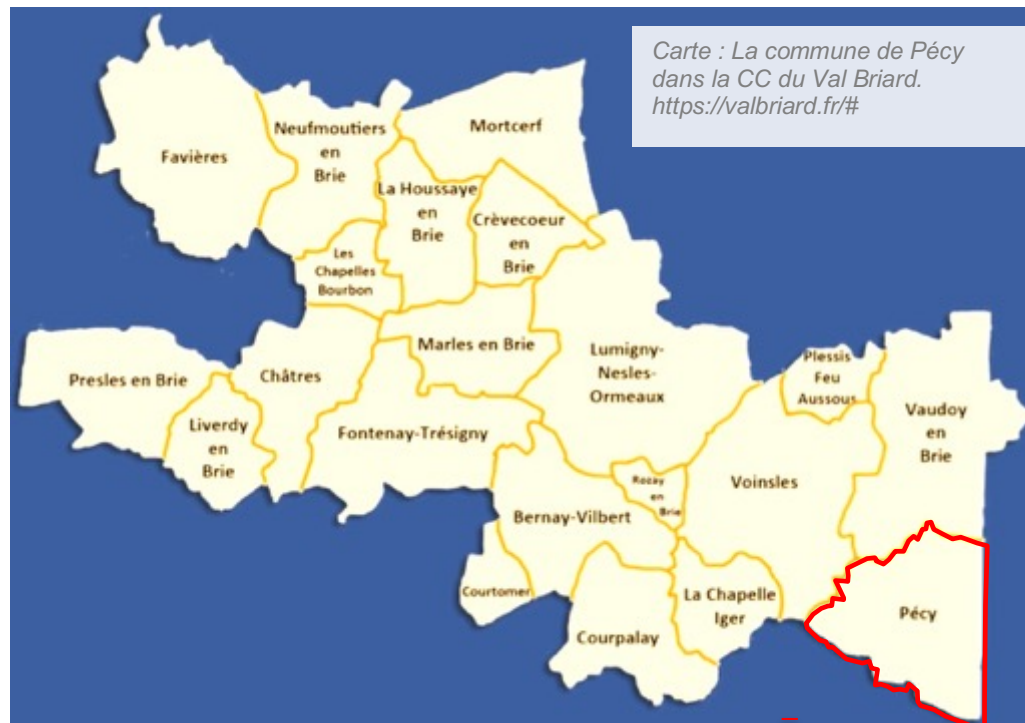 Carte : La commune de Pécy
dans la CC du Val Briard.
https://valbriard.fr/#
Favières
Neufmoutiers
en
Brie
Mortcerf
La Houssaye
en
Brie
Crèvecoeur
en
Brie
Les
Chapelles
Bourbon
Marles en Brie
Lumigny-
Nesles-
Ormeaux
Plessis
Feu
Aussous
Presles en Brie
Châtres
Liverdy
en
Brie
Fontenay-Trésigny
Vaudoy
en
Brie
Rozay
en
Brie
Voinsles
Bernay-Vilbert
Courtomer
La Chapelle
Iger
Courpalay
Pécy